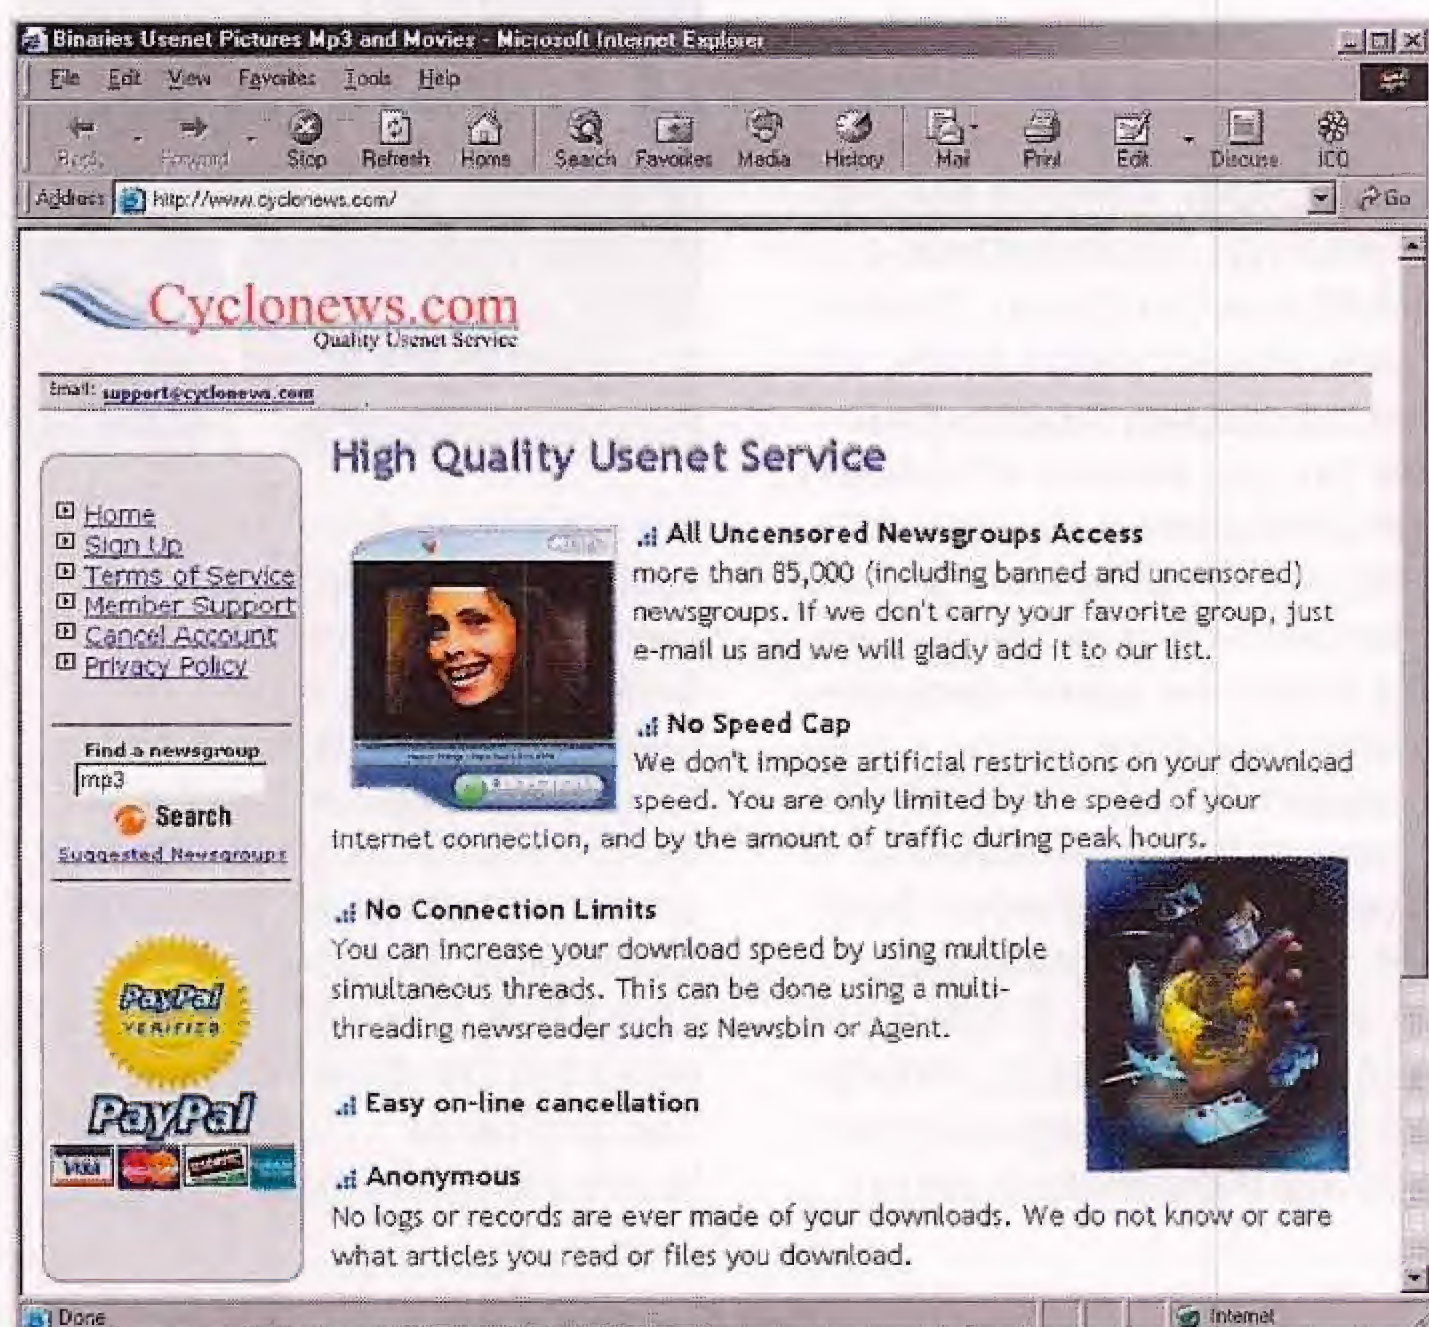 Binaries Usenet Pictures Mp3 and Movies - Microsoft Internet Explorer
File Edit View Favorites Tools Help
Back Forward Stop Refresh Home Search Favorites Media History Mail Print Edit Discuss ICQ
Address http://www.cyclonews.com/ Go
Cyclonews.com
Quality Usenet Service
Email: support@cyclonews.com
High Quality Usenet Service
Home
Sign Up
Terms of Service
Member Support
Cancel Account
Privacy Policy
Find a newsgroup
mp3
Search
Suggested Newsgroups
PayPal
VERIFIED
PayPal
VISA
All Uncensored Newsgroups Access
more than 85,000 (including banned and uncensored)
newsgroups. If we don't carry your favorite group, just
e-mail us and we will gladly add it to our list.
No Speed Cap
We don't impose artificial restrictions on your download
speed. You are only limited by the speed of your
internet connection, and by the amount of traffic during peak hours.
No Connection Limits
You can increase your download speed by using multiple
simultaneous threads. This can be done using a multi-
threading newsreader such as Newsbin or Agent.
Easy on-line cancellation
Anonymous
No logs or records are ever made of your downloads. We do not know or care
what articles you read or files you download.
Done
Internet